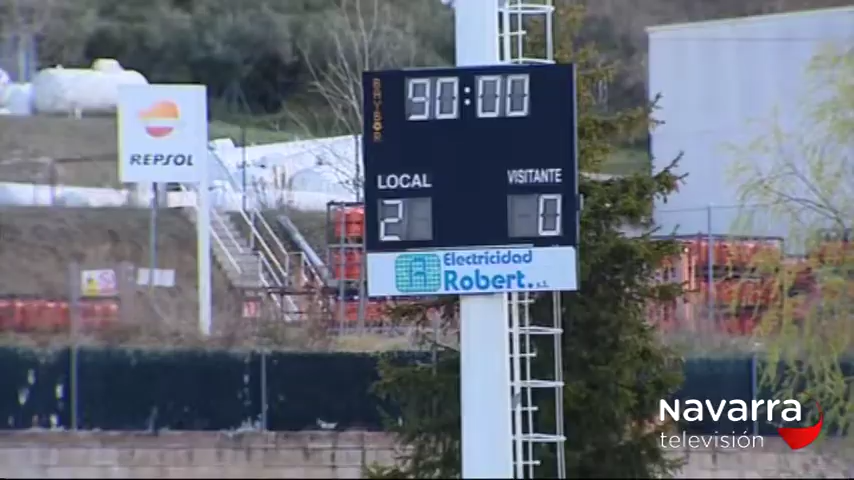 REPSOL
90:00
LOCAL VISITANTE
2 0
Electricidad
Robert. s.l.
Navarra
televisión